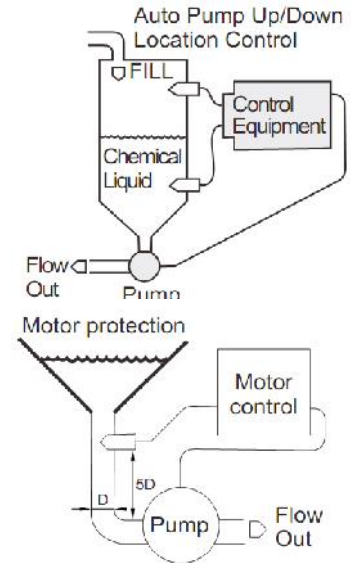 Auto Pump Up/Down
Location Control
FILL
Control
Equipment
Chemical
Liquid
Flow
Out
Pump
Motor protection
Motor
control
D
5D
Pump
Flow
Out